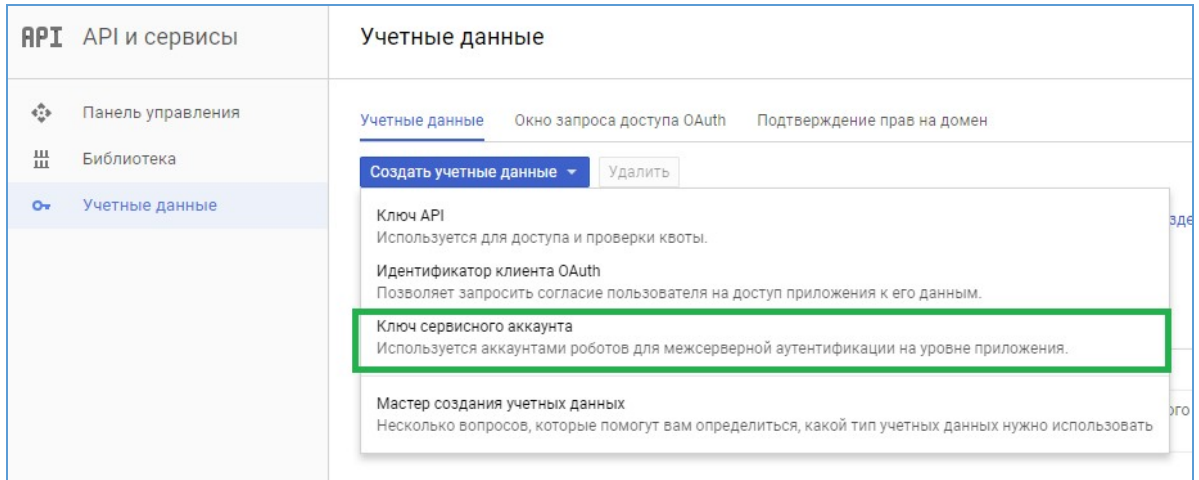 API API и сервисы
Учетные данные
Панель управления
Библиотека
Учетные данные
Учетные данные Окно запроса доступа OAuth Подтверждение прав на домен
Создать учетные данные Удалить
Ключ API
Используется для доступа и проверки квоты.
Идентификатор клиента OAuth
Позволяет запросить согласие пользователя на доступ приложения к его данным.
Ключ сервисного аккаунта
Используется аккаунтами роботов для межсерверной аутентификации на уровне приложения.
Мастер создания учетных данных
Несколько вопросов, которые помогут вам определиться, какой тип учетных данных нужно использовать